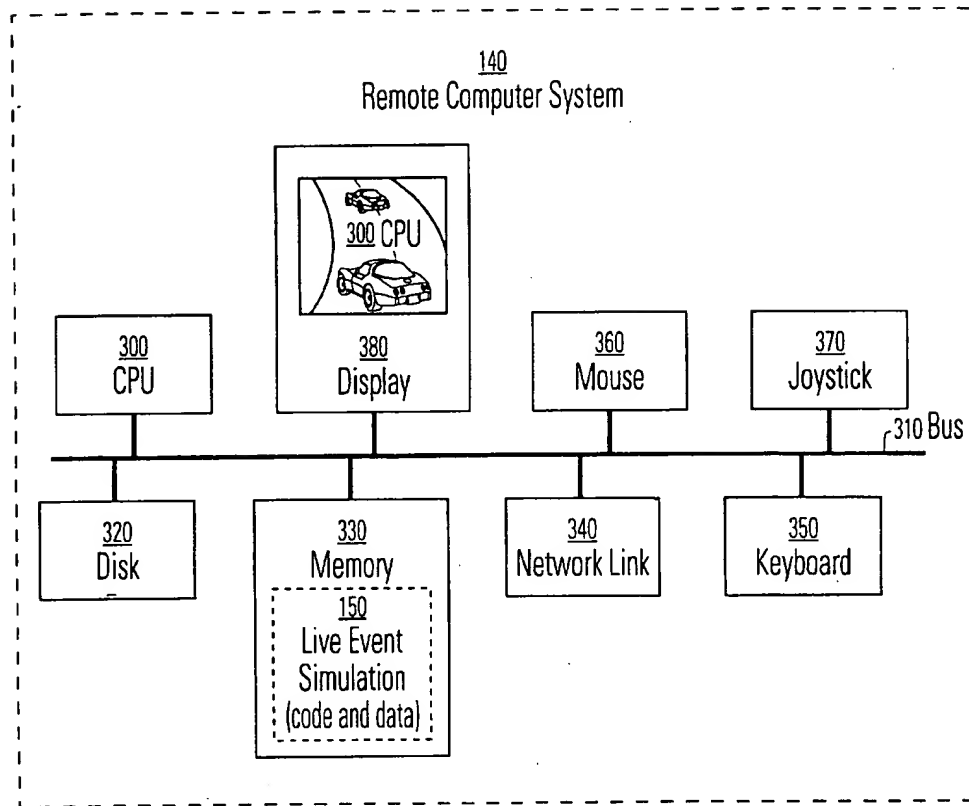 140
Remote Computer System
300 CPU
300
CPU
380
Display
360
Mouse
370
Joystick
310 Bus
320
Disk
330
Memory
150
Live Event
Simulation
(code and data)
340
Network Link
350
Keyboard